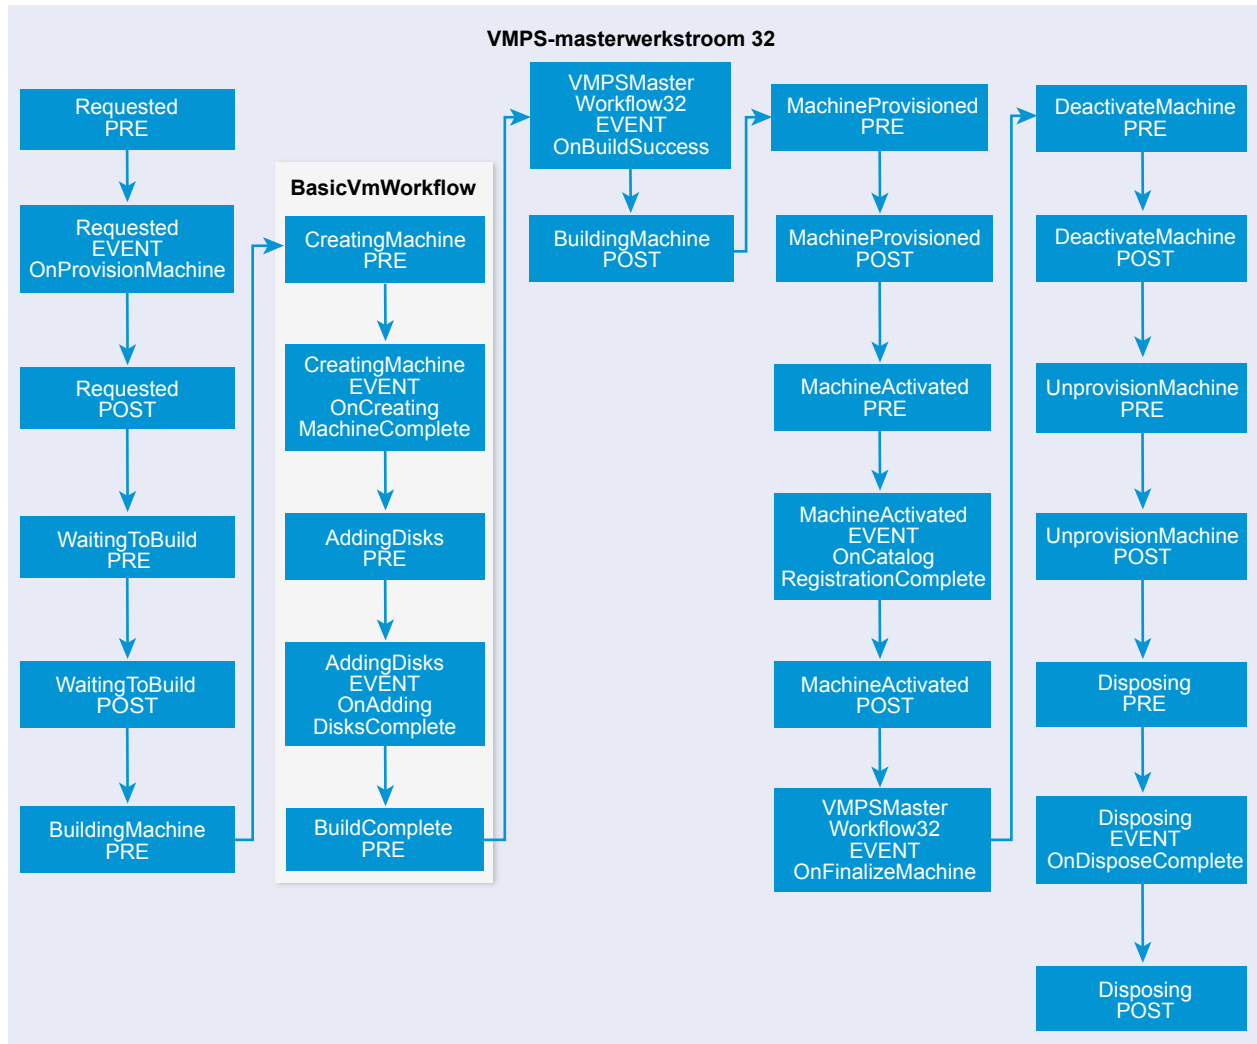 VMPS-masterwerkstroom 32
Requested
PRE
Requested
EVENT
OnProvisionMachine
Requested
POST
WaitingToBuild
PRE
WaitingToBuild
POST
BuildingMachine
PRE
BasicVmWorkflow
CreatingMachine
PRE
CreatingMachine
EVENT
OnCreating
MachineComplete
AddingDisks
PRE
AddingDisks
EVENT
OnAdding
DisksComplete
BuildComplete
PRE
VMPSMaster
Workflow32
EVENT
OnBuildSuccess
BuildingMachine
POST
MachineProvisioned
PRE
MachineProvisioned
POST
MachineActivated
PRE
MachineActivated
EVENT
OnCatalog
RegistrationComplete
MachineActivated
POST
VMPSMaster
Workflow32
EVENT
OnFinalizeMachine
DeactivateMachine
PRE
DeactivateMachine
POST
UnprovisionMachine
PRE
UnprovisionMachine
POST
Disposing
PRE
Disposing
EVENT
OnDisposeComplete
Disposing
POST